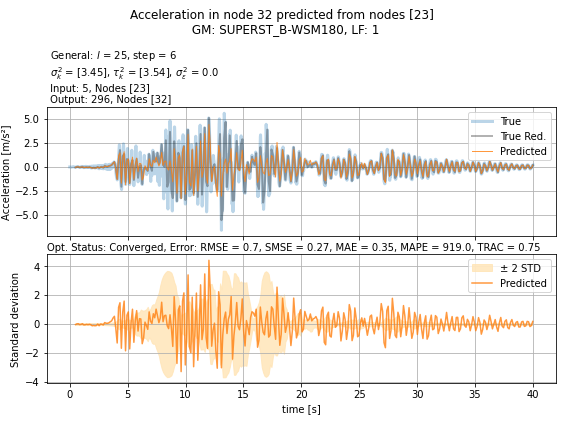 Acceleration in node 32 predicted from nodes [23]
GM: SUPERST_B-WSM180, LF: 1
General: l = 25, step = 6
σ²ₖ = [3.45], τ²ₖ = [3.54], σ²ᵣ = 0.0
Input: 5, Nodes [23]
Output: 296, Nodes [32]
Acceleration [m/s²]
5.0
2.5
0.0
−2.5
−5.0
True
True Red.
Predicted
Opt. Status: Converged, Error: RMSE = 0.7, SMSE = 0.27, MAE = 0.35, MAPE = 919.0, TRAC = 0.75
Standard deviation
4
2
0
−2
−4
± 2 STD
Predicted
0 5 10 15 20 25 30 35 40
time [s]